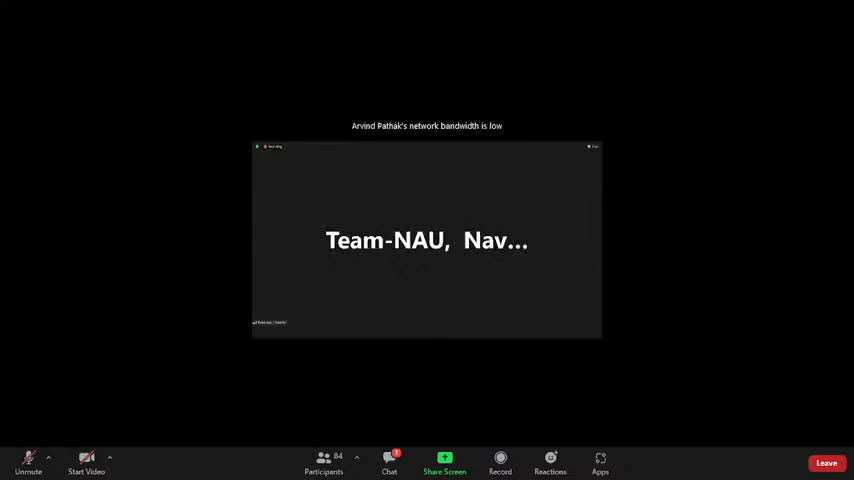 Arvind Pathak's network bandwidth is low
Team-NAU, Nav...
84
1
Unmute
Start Video
Participants
Chat
Share Screen
Record
Reactions
Apps
Leave